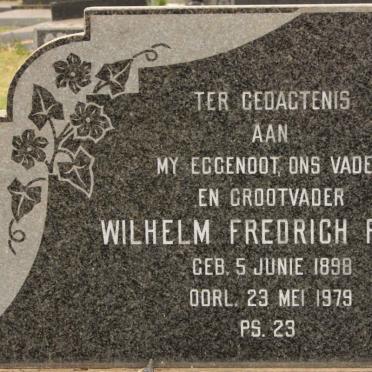 TER GEDAGTENIS
AAN
MY EGGENOOT, ONS VADE
EN GROOTVADER
WILHELM FREDRICH
GEB. 5 JUNIE 1898
OORL. 23 MEI 1979
PS. 23